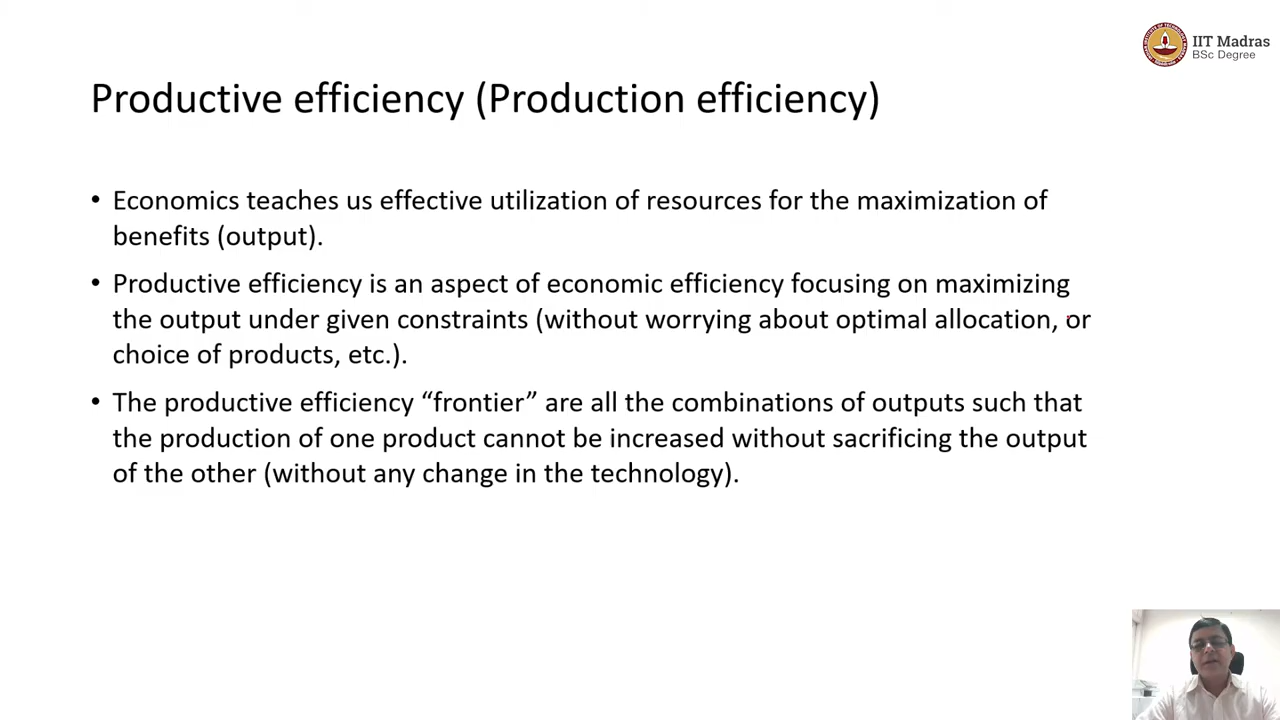 IIT Madras
BSc Degree
Productive efficiency (Production efficiency)
• Economics teaches us effective utilization of resources for the maximization of
benefits (output).
• Productive efficiency is an aspect of economic efficiency focusing on maximizing
the output under given constraints (without worrying about optimal allocation, or
choice of products, etc.).
• The productive efficiency “frontier” are all the combinations of outputs such that
the production of one product cannot be increased without sacrificing the output
of the other (without any change in the technology).